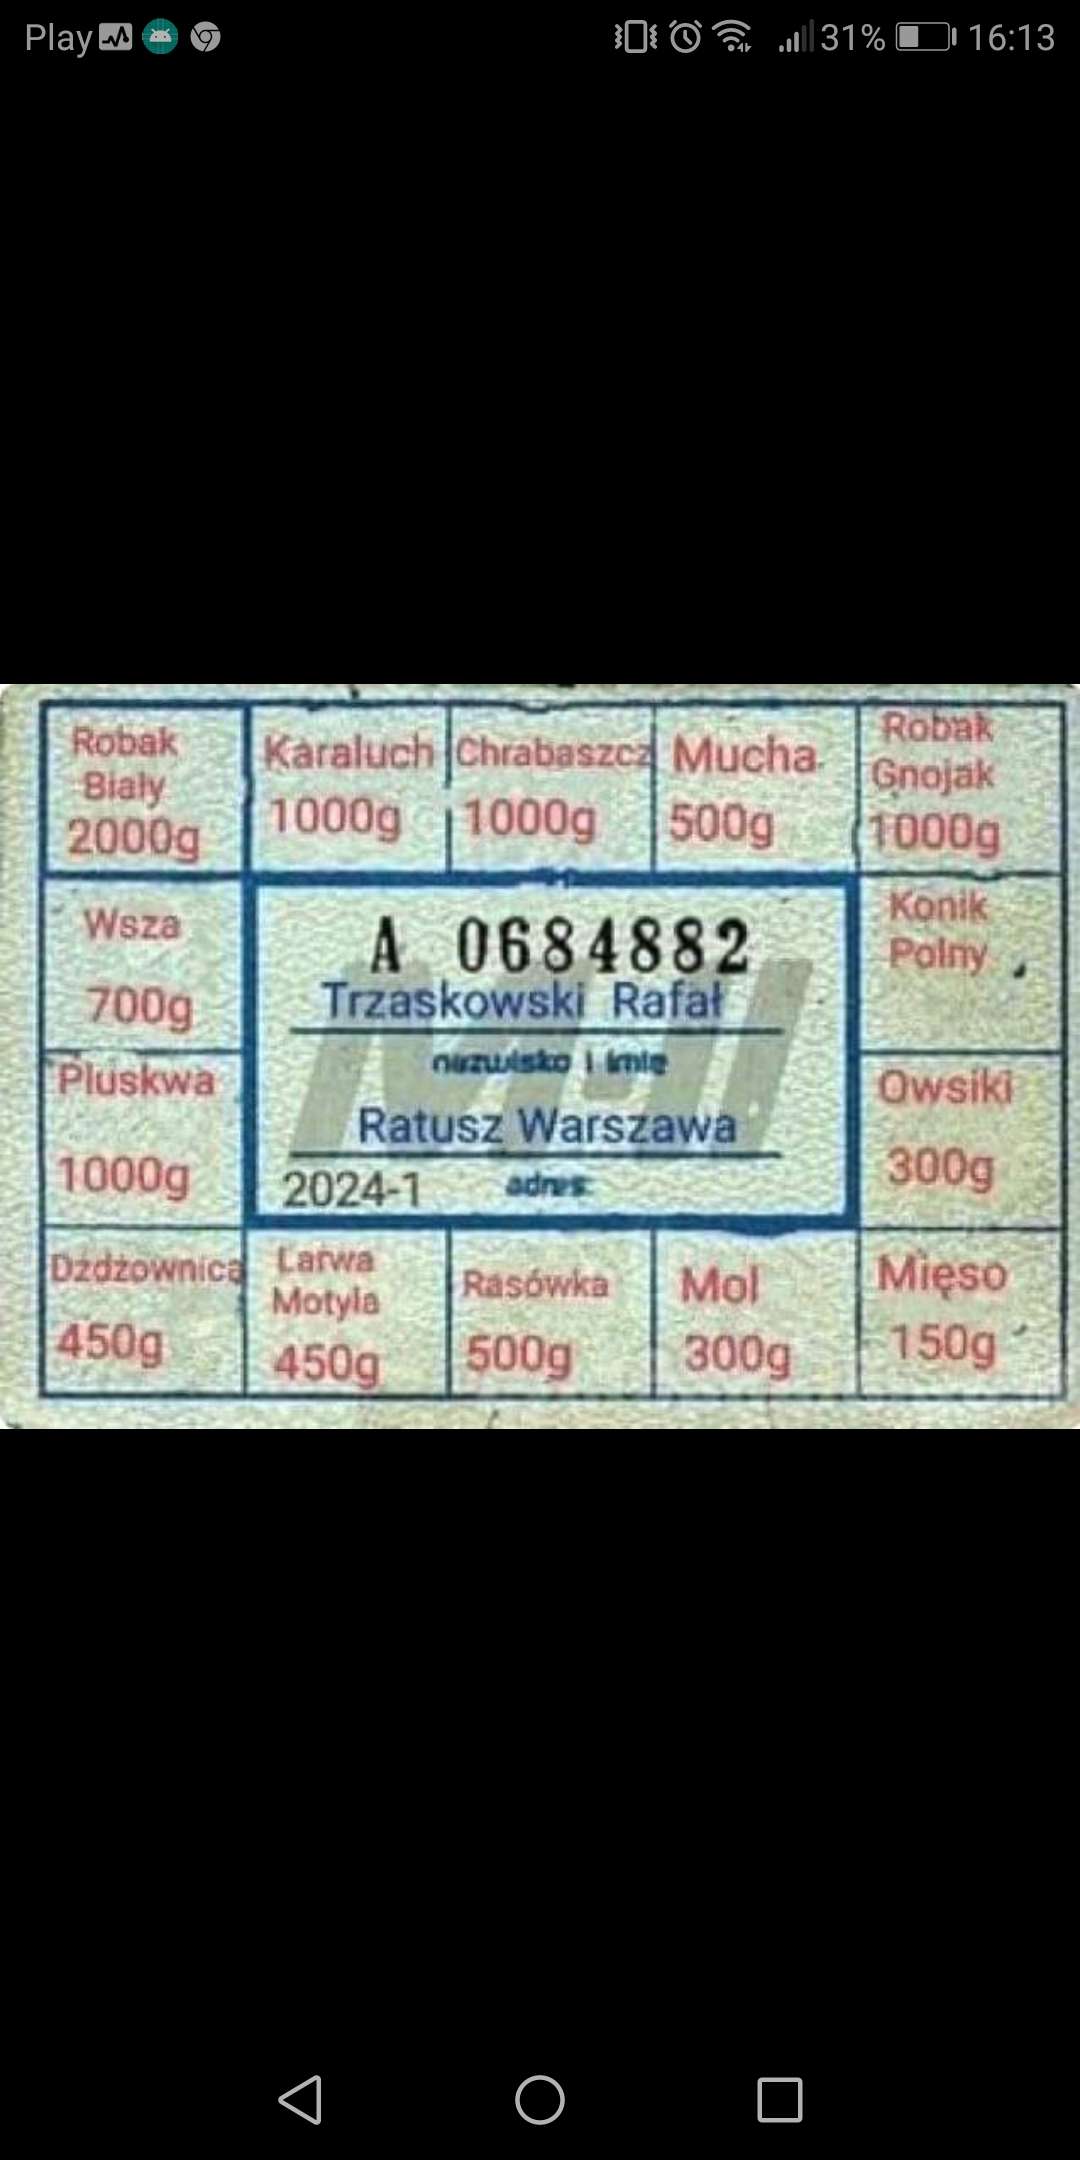 Play 31% 16:13
Robak Biały 2000g
Karaluch 1000g
Chrabaszcz 1000g
Mucha 500g
Robak Gnojak 1000g
Wsza 700g
A 0684882
Trzaskowski Rafał
nazwisko i imię
Ratusz Warszawa
2024-1 adres:
Konik Polny
Pluskwa 1000g
Owsiki 300g
Dżdżownica 450g
Larwa Motyla 450g
Rasówka 500g
Mol 300g
Mięso 150g